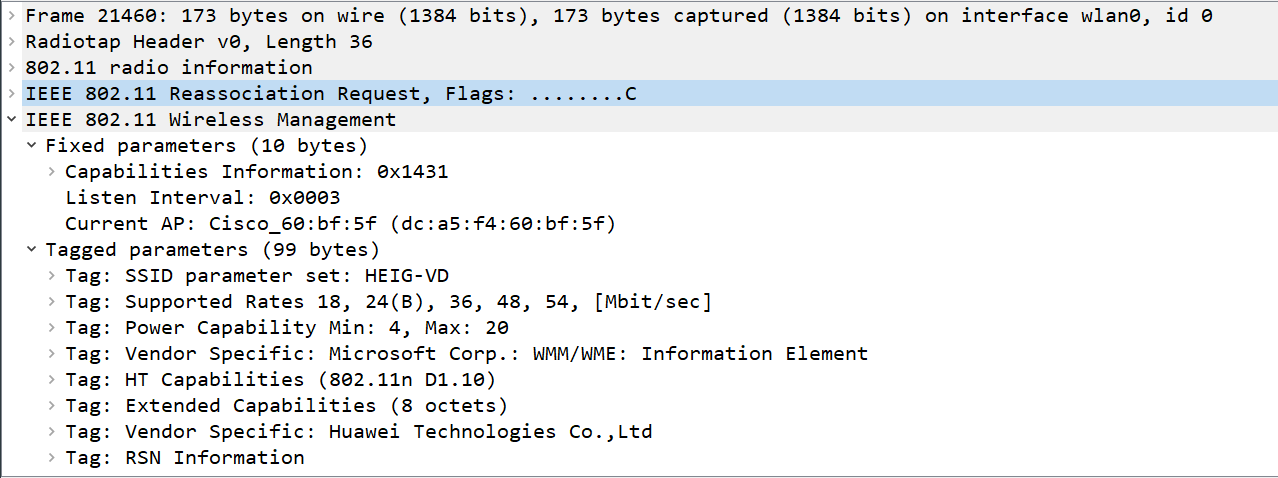 Frame 21460: 173 bytes on wire (1384 bits), 173 bytes captured (1384 bits) on interface wlan0, id 0
Radiotap Header v0, Length 36
802.11 radio information
IEEE 802.11 Reassociation Request, Flags: ........C
IEEE 802.11 Wireless Management
Fixed parameters (10 bytes)
Capabilities Information: 0x1431
Listen Interval: 0x0003
Current AP: Cisco_60:bf:5f (dc:a5:f4:60:bf:5f)
Tagged parameters (99 bytes)
Tag: SSID parameter set: HEIG-VD
Tag: Supported Rates 18, 24(B), 36, 48, 54, [Mbit/sec]
Tag: Power Capability Min: 4, Max: 20
Tag: Vendor Specific: Microsoft Corp.: WMM/WME: Information Element
Tag: HT Capabilities (802.11n D1.10)
Tag: Extended Capabilities (8 octets)
Tag: Vendor Specific: Huawei Technologies Co.,Ltd
Tag: RSN Information